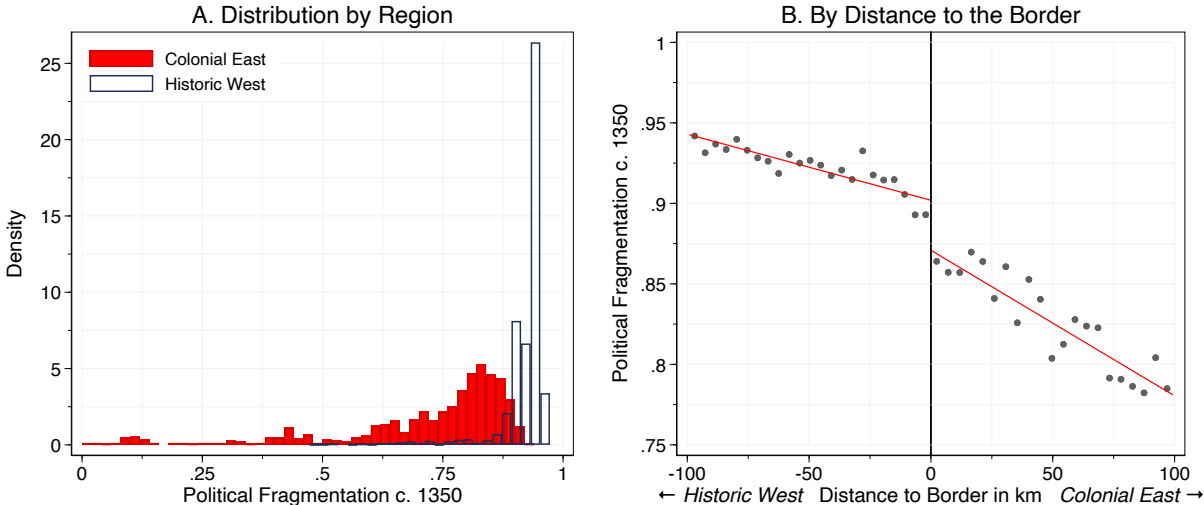 A. Distribution by Region
Colonial East
Historic West
Density
25
20
15
10
5
0
0 .25 .5 .75 1
Political Fragmentation c. 1350
B. By Distance to the Border
Political Fragmentation c. 1350
1
.95
.9
.85
.8
.75
-100 -50 0 50 100
← Historic West Distance to Border in km Colonial East →